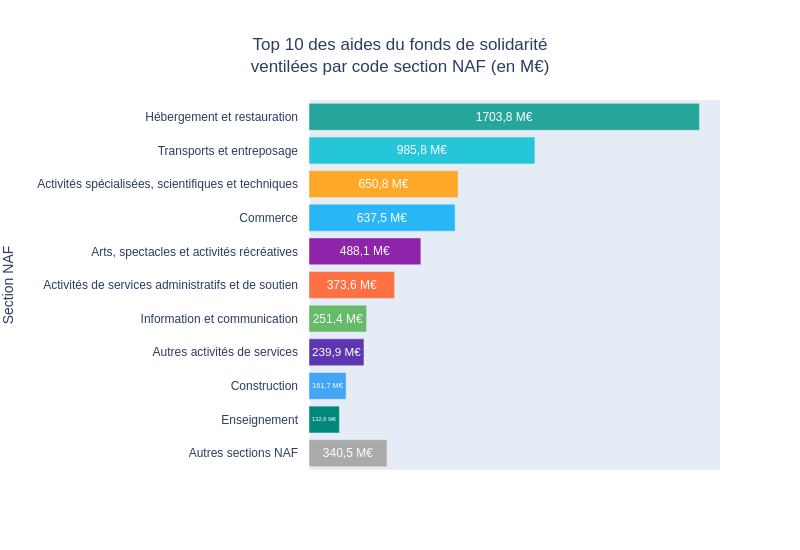 Top 10 des aides du fonds de solidarité
ventilées par code section NAF (en M€)
Section NAF
Hébergement et restauration 1703,8 M€
Transports et entreposage 985,8 M€
Activités spécialisées, scientifiques et techniques 650,8 M€
Commerce 637,5 M€
Arts, spectacles et activités récréatives 488,1 M€
Activités de services administratifs et de soutien 373,6 M€
Information et communication 251,4 M€
Autres activités de services 239,9 M€
Construction 161,7 M€
Enseignement 132,6 M€
Autres sections NAF 340,5 M€